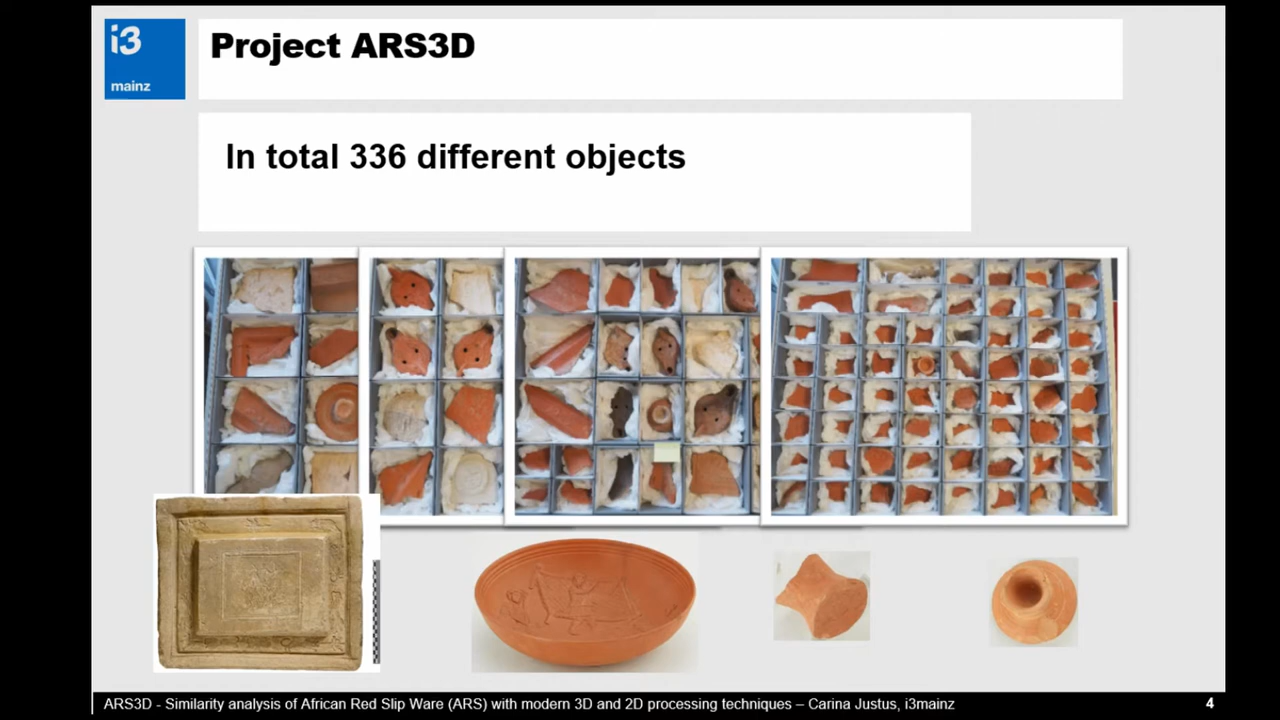 i3
mainz
Project ARS3D
In total 336 different objects
ARS3D - Similarity analysis of African Red Slip Ware (ARS) with modern 3D and 2D processing techniques – Carina Justus, i3mainz
4